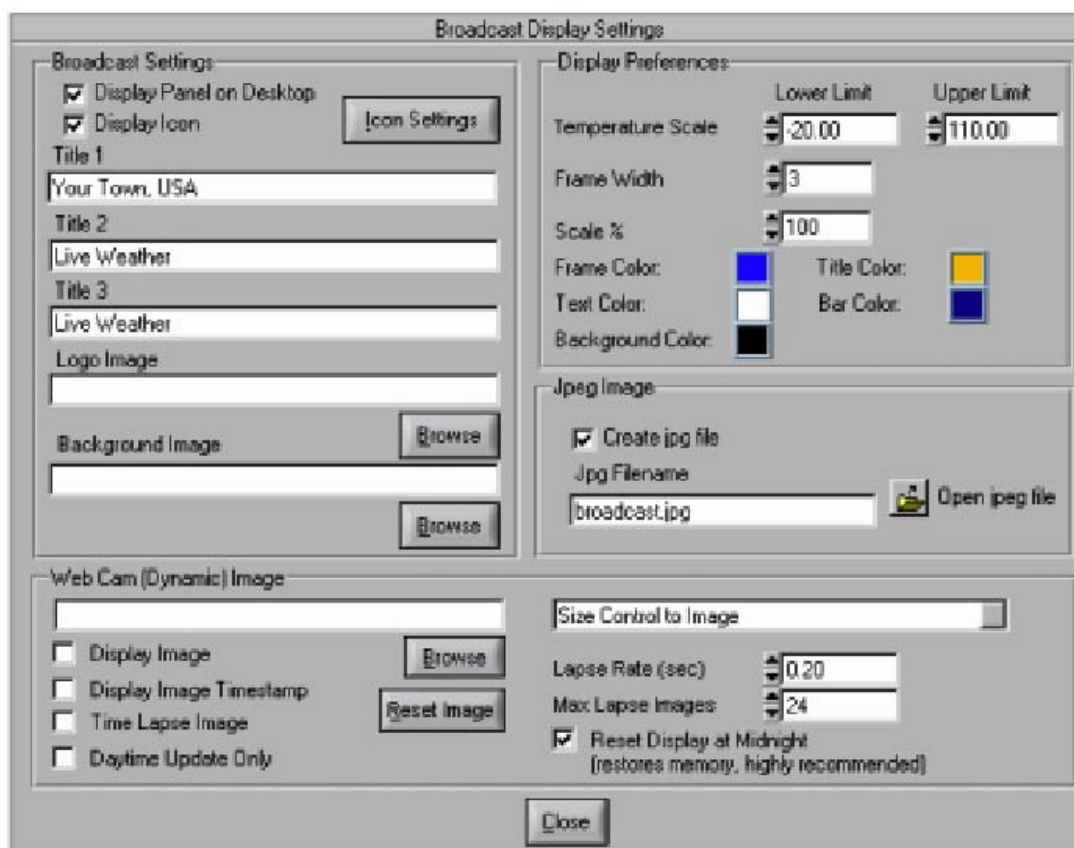 Broadcast Display Settings
Broadcast Settings
Display Panel on Desktop
Display Icon
Icon Settings
Title 1
Your Town, USA
Title 2
Live Weather
Title 3
Live Weather
Logo Image
Browse
Background Image
Browse
Display Preferences
Lower Limit Upper Limit
Temperature Scale -20.00 110.00
Frame Width 3
Scale % 100
Frame Color: Title Color:
Text Color: Bar Color:
Background Color:
Jpeg Image
Create jpg file
Jpg Filename
broadcast.jpg
Open jpeg file
Web Cam (Dynamic) Image
Display Image
Browse
Display Image Timestamp
Reset Image
Time Lapse Image
Daytime Update Only
Size Control to Image
Lapse Rate (sec) 0.20
Max Lapse Images 24
Reset Display at Midnight
(restores memory, highly recommended)
Close